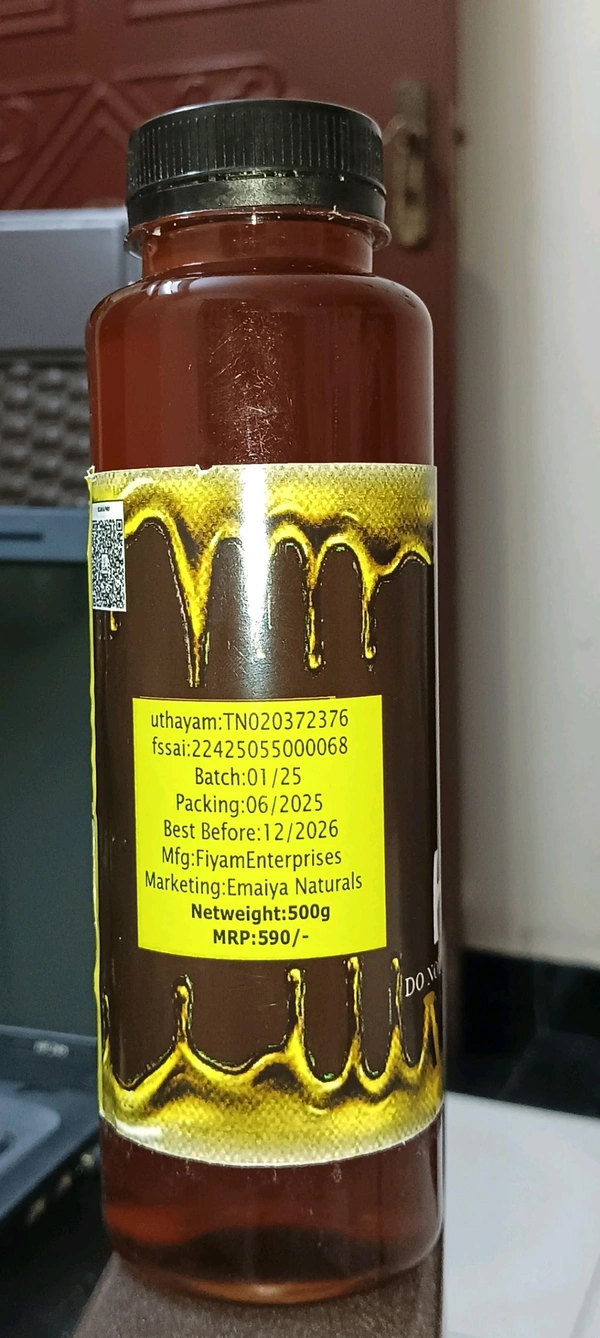 uthayam:TN020372376
fssai:22425055000068
Batch:01/25
Packing:06/2025
Best Before:12/2026
Mfg:FiyamEnterprises
Marketing:Emaiya Naturals
Netweight:500g
MRP:590/-
DO